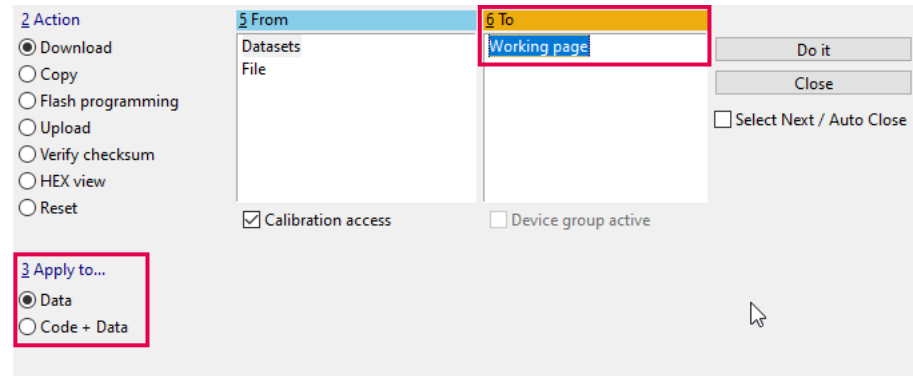 2 Action
Download
Copy
Flash programming
Upload
Verify checksum
HEX view
Reset
5 From
Datasets
File
Calibration access
6 To
Working page
Device group active
Do it
Close
Select Next / Auto Close
3 Apply to...
Data
Code + Data